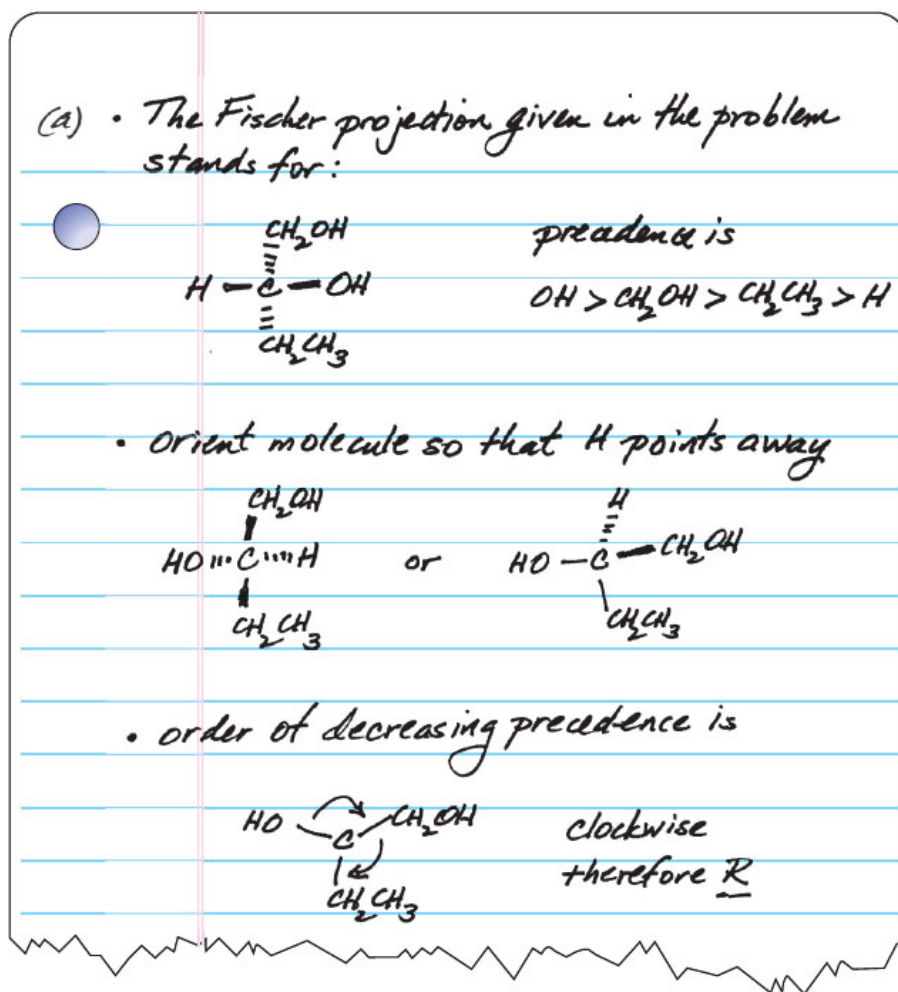 (a) • The Fischer projection given in the problem
stands for:
CH₂OH
H – C – OH
CH₂CH₃
precedence is
OH > CH₂OH > CH₂CH₃ > H
• orient molecule so that H points away
CH₂OH
HO C H
CH₂CH₃
or
H
HO – C – CH₂OH
CH₂CH₃
• order of decreasing precedence is
HO C CH₂OH
CH₂CH₃
clockwise
therefore R